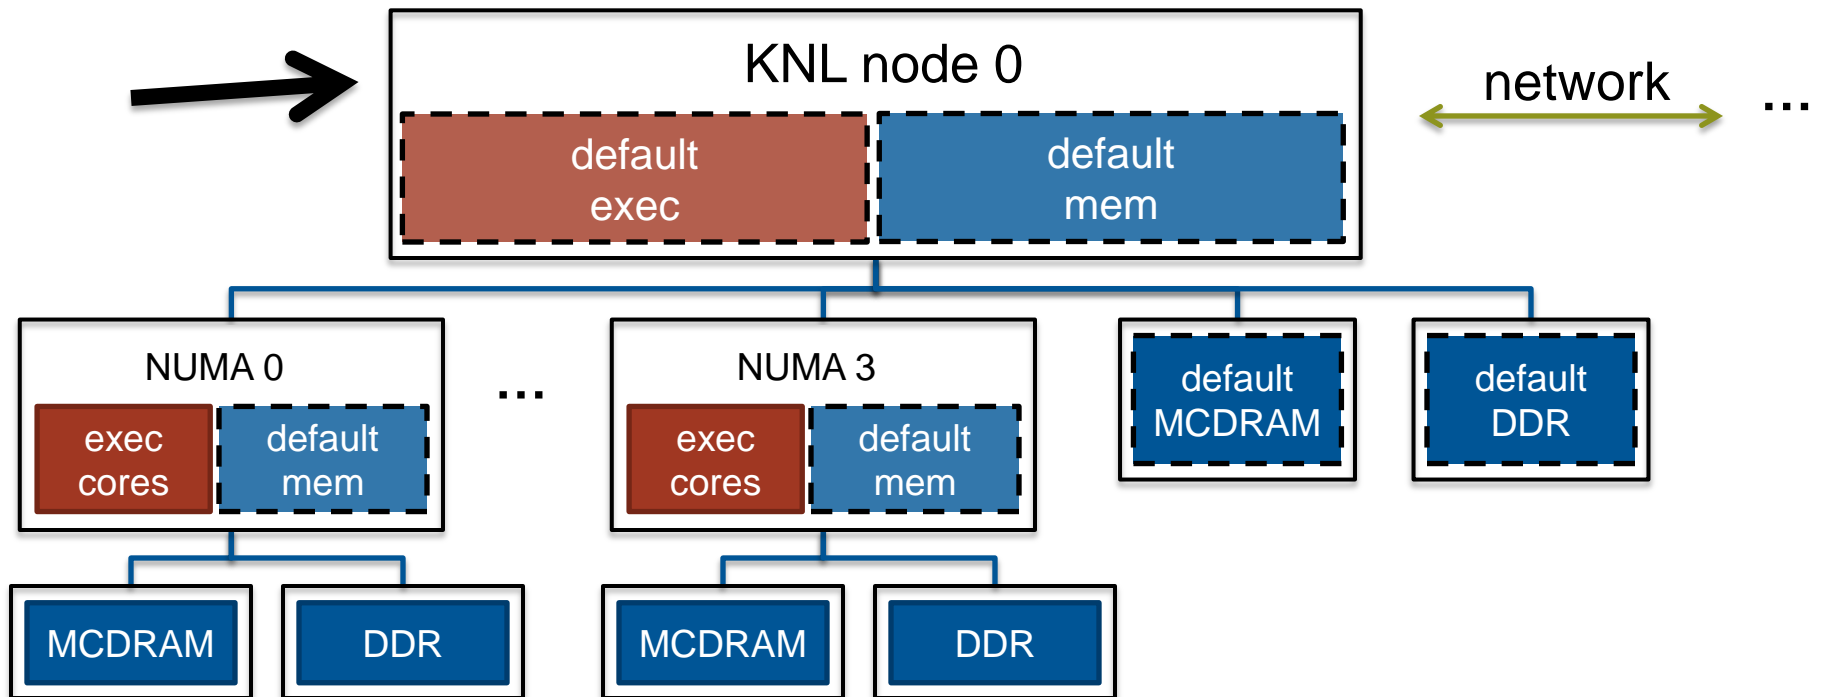 KNL node 0
default
exec
default
mem
network
...
NUMA 0
exec
cores
default
mem
...
NUMA 3
exec
cores
default
mem
default
MCDRAM
default
DDR
MCDRAM
DDR
MCDRAM
DDR